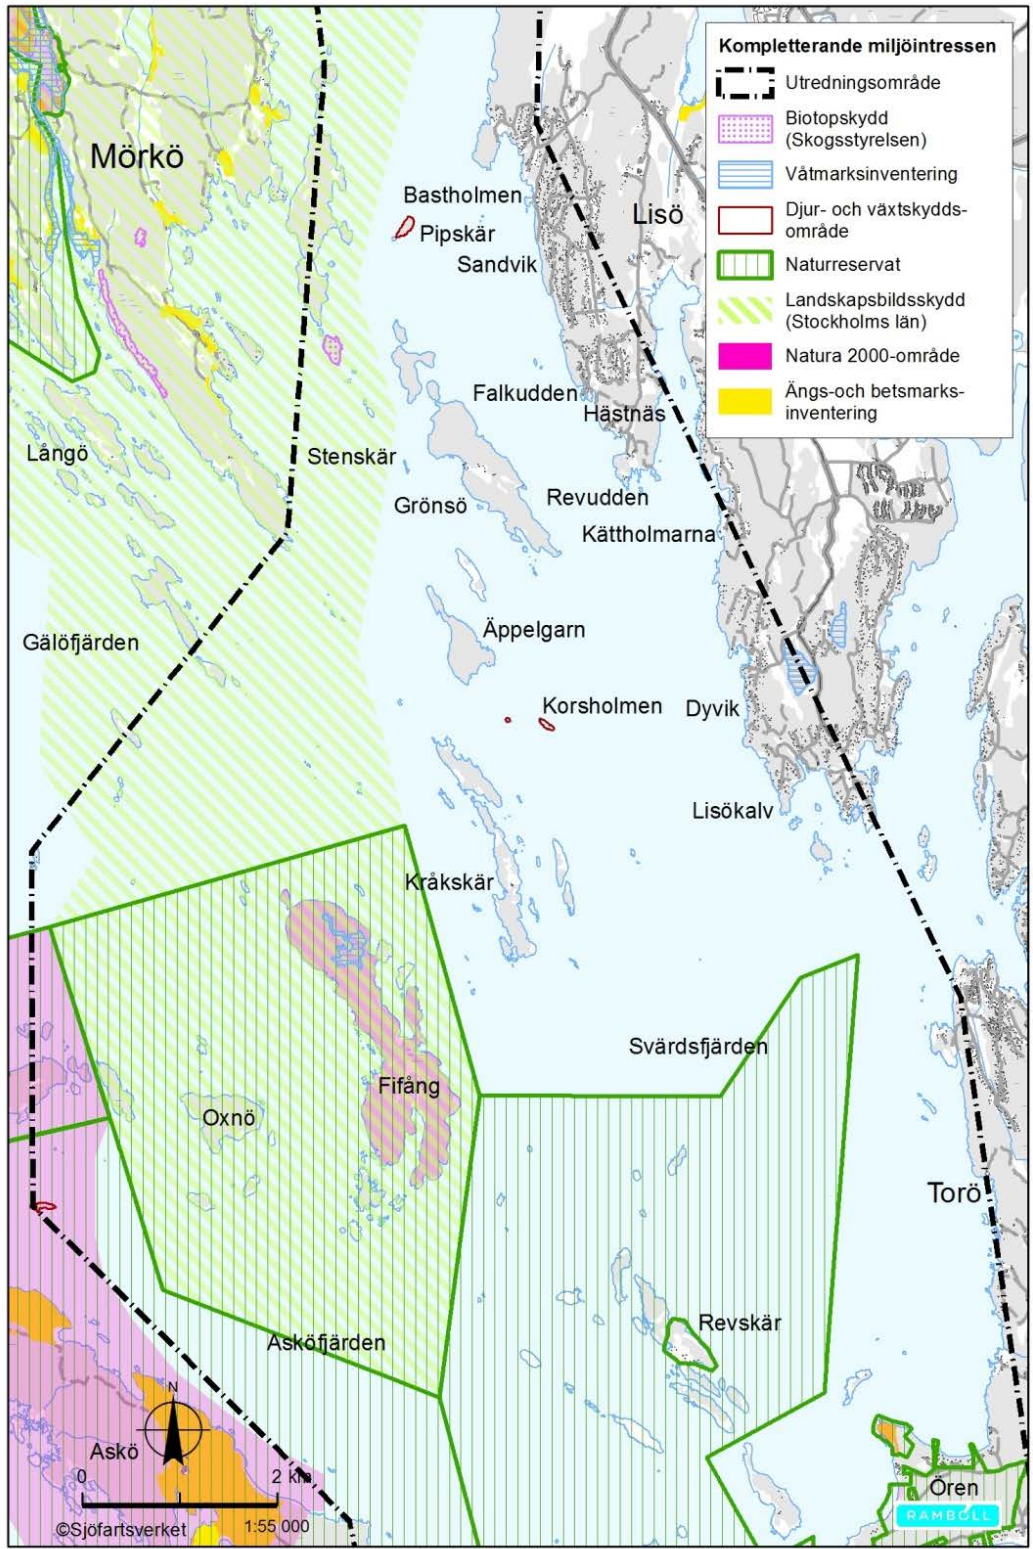 Kompletterande miljöintressen
Utredningsområde
Biotopskydd
(Skogsstyrelsen)
Våtmarksinventering
Djur- och växtskydds-
område
Naturreservat
Landskapsbildsskydd
(Stockholms län)
Natura 2000-område
Ängs-och betsmarks-
inventering
Mörkö
Bastholmen
Lisö
Pipskär
Sandvik
Falkudden
Hästnäs
Långö
Stenskär
Grönsö
Revudden
Kättholmarna
Gälöfjärden
Äppelgarn
Korsholmen
Dyvik
Lisökalv
Kråkskär
Svärdsfjärden
Fifång
Oxnö
Torö
Revskär
Asköfjärden
N
Askö
0 2 km
Ören
RAMBOLL
©Sjöfartsverket 1:55 000